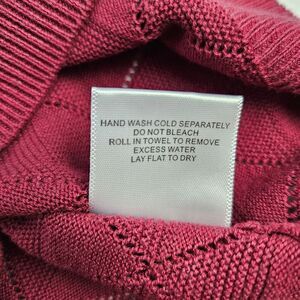 HAND WASH COLD SEPARATELY
DO NOT BLEACH
ROLL IN TOWEL TO REMOVE
EXCESS WATER
LAY FLAT TO DRY